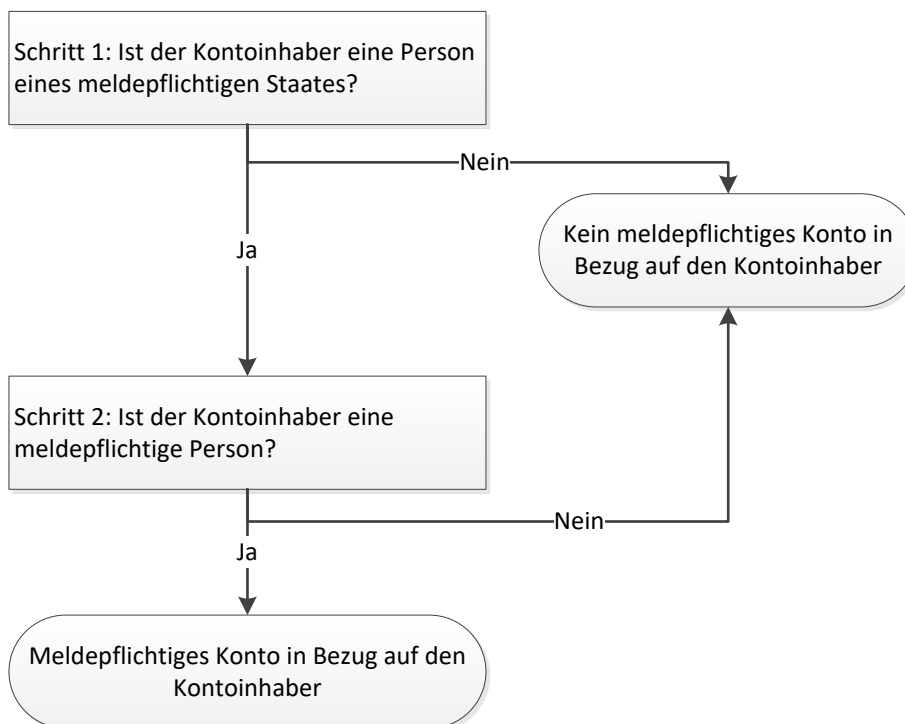 Schritt 1: Ist der Kontoinhaber eine Person
eines meldepflichtigen Staates?
Nein
Kein meldepflichtiges Konto in
Bezug auf den Kontoinhaber
Ja
Schritt 2: Ist der Kontoinhaber eine
meldepflichtige Person?
Nein
Ja
Meldepflichtiges Konto in Bezug auf den
Kontoinhaber